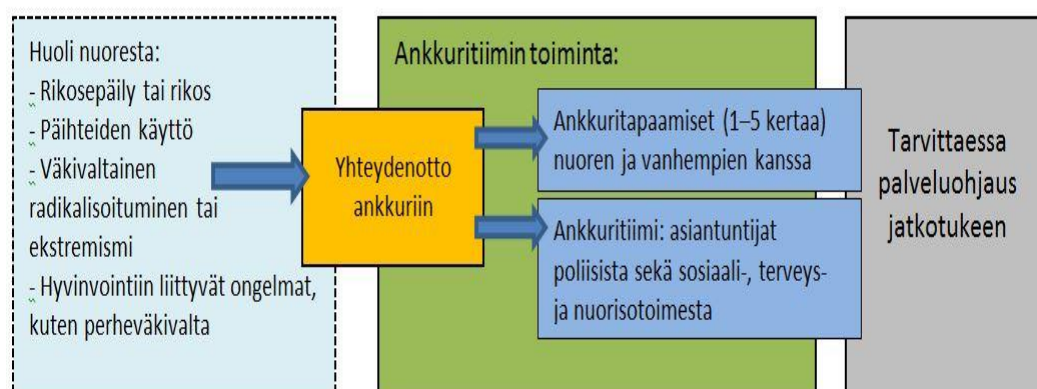 Huoli nuoresta:
- Rikosepäily tai rikos
- Päihteiden käyttö
- Väkivaltainen
radikalisoituminen tai
ekstremismi
- Hyvinvointiin liittyvät ongelmat,
kuten perheväkivalta
Yhteydenotto
ankkuriin
Ankkuritiimin toiminta:
Ankkuritapaamiset (1–5 kertaa)
nuoren ja vanhempien kanssa
Ankkuritiimi: asiantuntijat
poliisista sekä sosiaali-, terveys-
ja nuorisotoimesta
Tarvittaessa
palveluohjaus
jatkotukeen